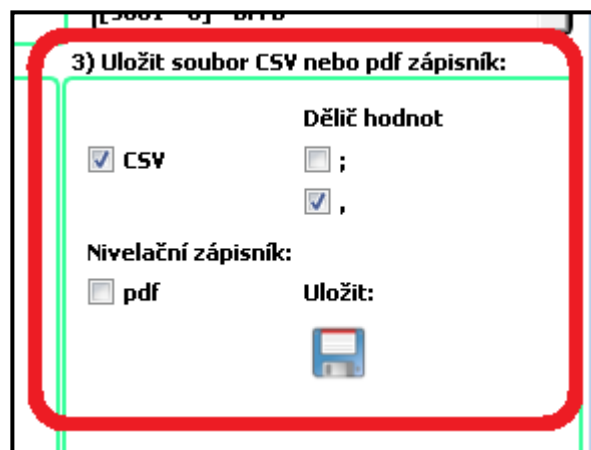 3) Uložit soubor CSV nebo pdf zápisník:
Dělič hodnot
CSV
;
,
Nivelační zápisník:
pdf
Uložit: